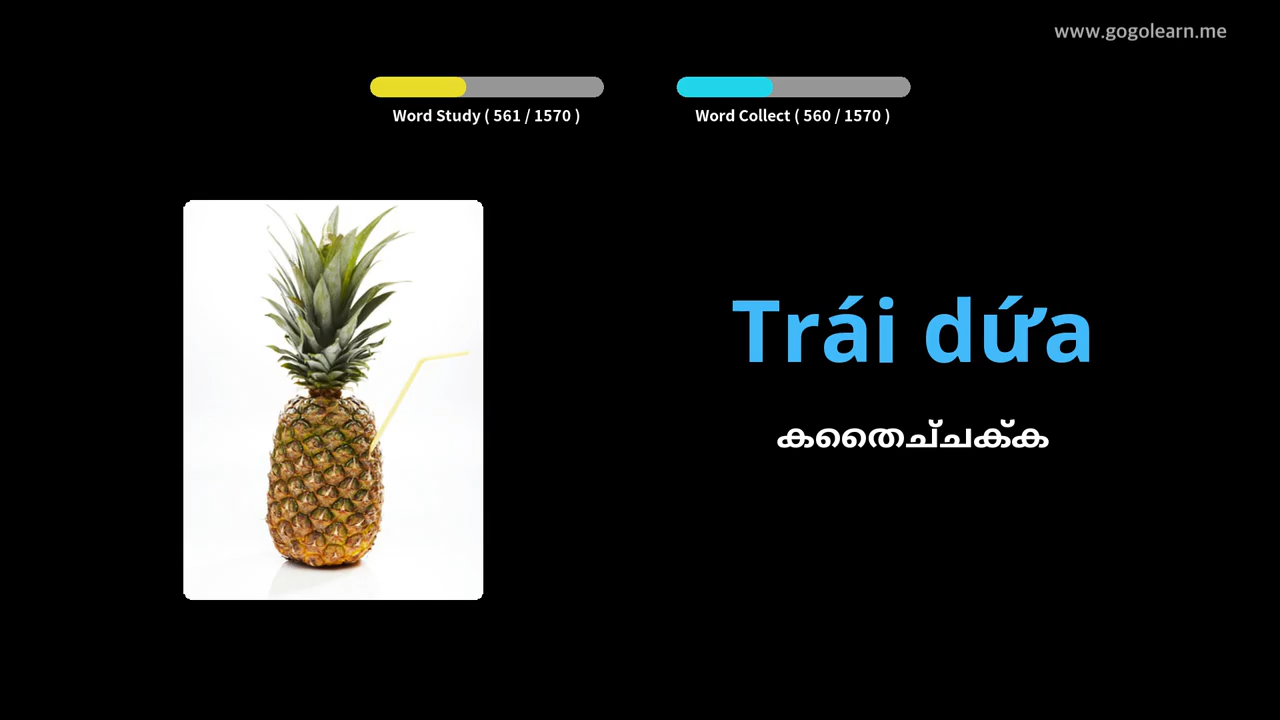 www.gogolearn.me
Word Study ( 561 / 1570 )
Word Collect ( 560 / 1570 )
Trái dứa
കൈതച്ചക്ക